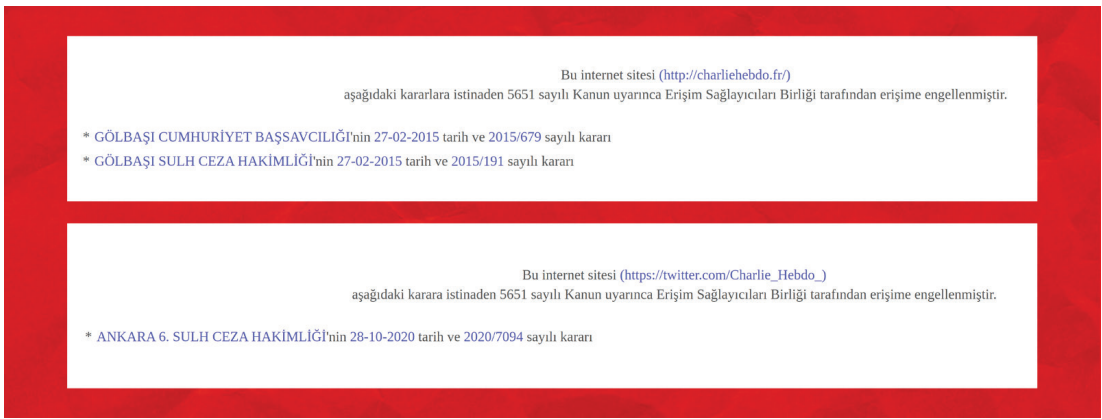 Bu internet sitesi (http://charliehebdo.fr/)
aşağıdaki kararlara istinaden 5651 sayılı Kanun uyarınca Erişim Sağlayıcıları Birliği tarafından erişime engellenmiştir.
* GÖLBAŞI CUMHURİYET BAŞSAVCILIĞI'nin 27-02-2015 tarih ve 2015/679 sayılı kararı
* GÖLBAŞI SULH CEZA HAKİMLİĞİ'nin 27-02-2015 tarih ve 2015/191 sayılı kararı
Bu internet sitesi (https://twitter.com/Charlie_Hebdo_)
aşağıdaki karara istinaden 5651 sayılı Kanun uyarınca Erişim Sağlayıcıları Birliği tarafından erişime engellenmiştir.
* ANKARA 6. SULH CEZA HAKİMLİĞİ'nin 28-10-2020 tarih ve 2020/7094 sayılı kararı